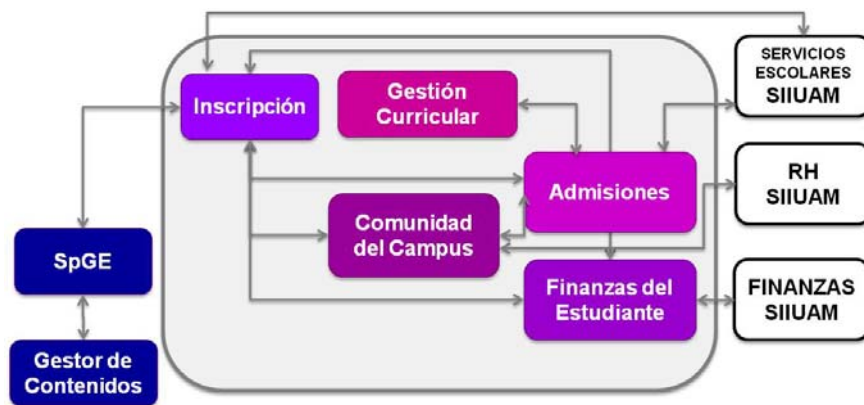 SERVICIOS
ESCOLARES
SIIUAM
Inscripción
Gestión
Curricular
RH
SIIUAM
Admisiones
Comunidad
del Campus
SpGE
Finanzas del
Estudiante
FINANZAS
SIIUAM
Gestor de
Contenidos